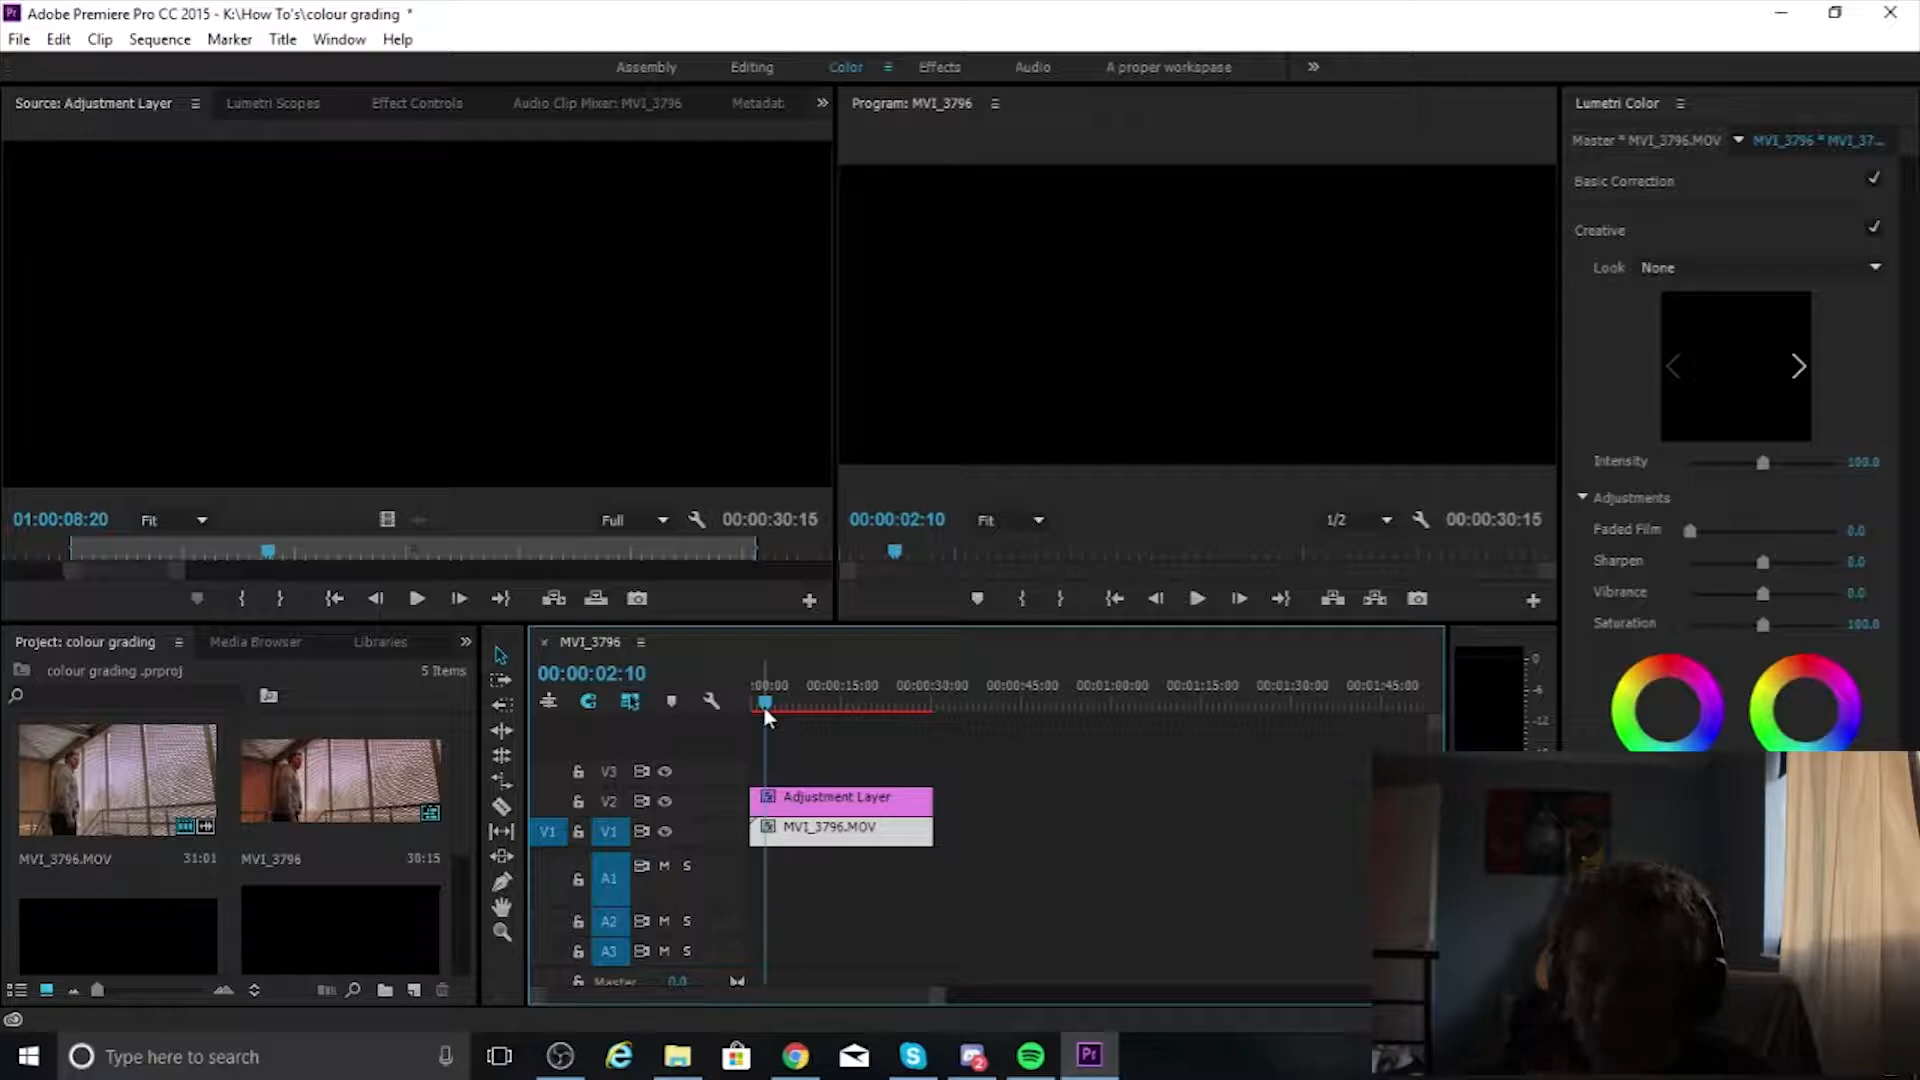 Adobe Premiere Pro CC 2015 - K:\How To's\colour grading *
File Edit Clip Sequence Marker Title Window Help
Assembly Editing Color Effects Audio A proper workspace
Source: Adjustment Layer Lumetri Scopes Effect Controls Audio Clip Mixer: MVI_3796 Metadat
Program: MVI_3796
Lumetri Color
Master * MVI_3796.MOV MVI_3796 * MVI_37...
Basic Correction
Creative
Look None
Intensity 100.0
Adjustments
Faded Film 0.0
Sharpen 0.0
Vibrance 0.0
Saturation 100.0
01:00:08:20 Fit Full 00:00:30:15
00:00:02:10 Fit 1/2 00:00:30:15
Project: colour grading Media Browser Libraries
colour grading .prproj 5 Items
MVI_3796.MOV 31:01
MVI_3796 30:15
MVI_3796
00:00:02:10
:00:00 00:00:15:00 00:00:30:00 00:00:45:00 00:01:00:00 00:01:15:00 00:01:30:00 00:01:45:00
V3
V2 Adjustment Layer
V1 V1 MVI_3796.MOV
A1 M S
A2 M S
A3 M S
Master 0.0
0
-6
-12
Type here to search
2
Pr